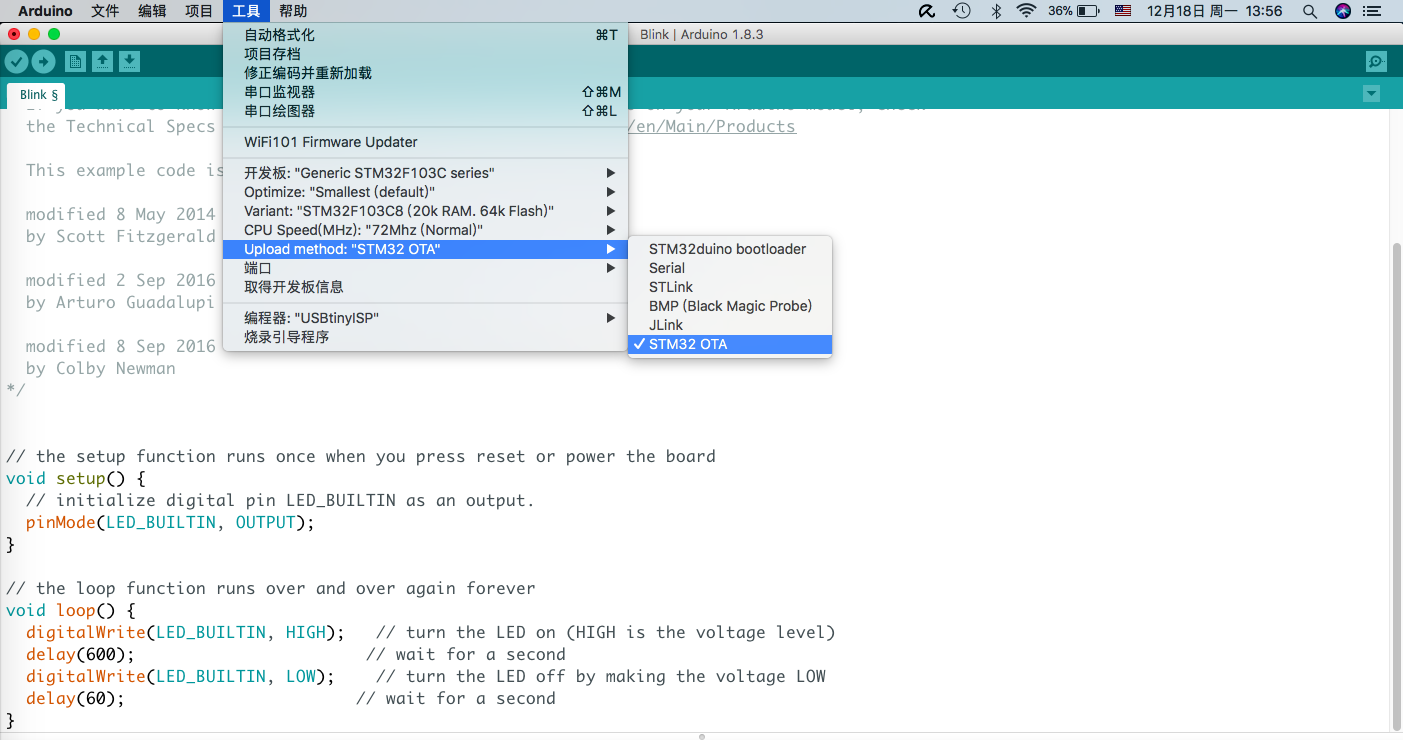 Arduino 文件 编辑 项目 工具 帮助 36% 12月18日 周一 13:56
Blink | Arduino 1.8.3
Blink §
自动格式化 ⌘T
项目存档
修正编码并重新加载
串口监视器 ⇧⌘M
串口绘图器 ⇧⌘L
WiFi101 Firmware Updater
开发板: "Generic STM32F103C series"
Optimize: "Smallest (default)"
Variant: "STM32F103C8 (20k RAM. 64k Flash)"
CPU Speed(MHz): "72Mhz (Normal)"
Upload method: "STM32 OTA"
端口
取得开发板信息
编程器: "USBtinyISP"
烧录引导程序
STM32duino bootloader
Serial
STLink
BMP (Black Magic Probe)
JLink
✓ STM32 OTA
the Technical Specs /en/Main/Products
This example code is
modified 8 May 2014
by Scott Fitzgerald
modified 2 Sep 2016
by Arturo Guadalupi
modified 8 Sep 2016
by Colby Newman
*/
// the setup function runs once when you press reset or power the board
void setup() {
// initialize digital pin LED_BUILTIN as an output.
pinMode(LED_BUILTIN, OUTPUT);
}
// the loop function runs over and over again forever
void loop() {
digitalWrite(LED_BUILTIN, HIGH); // turn the LED on (HIGH is the voltage level)
delay(600); // wait for a second
digitalWrite(LED_BUILTIN, LOW); // turn the LED off by making the voltage LOW
delay(60); // wait for a second
}